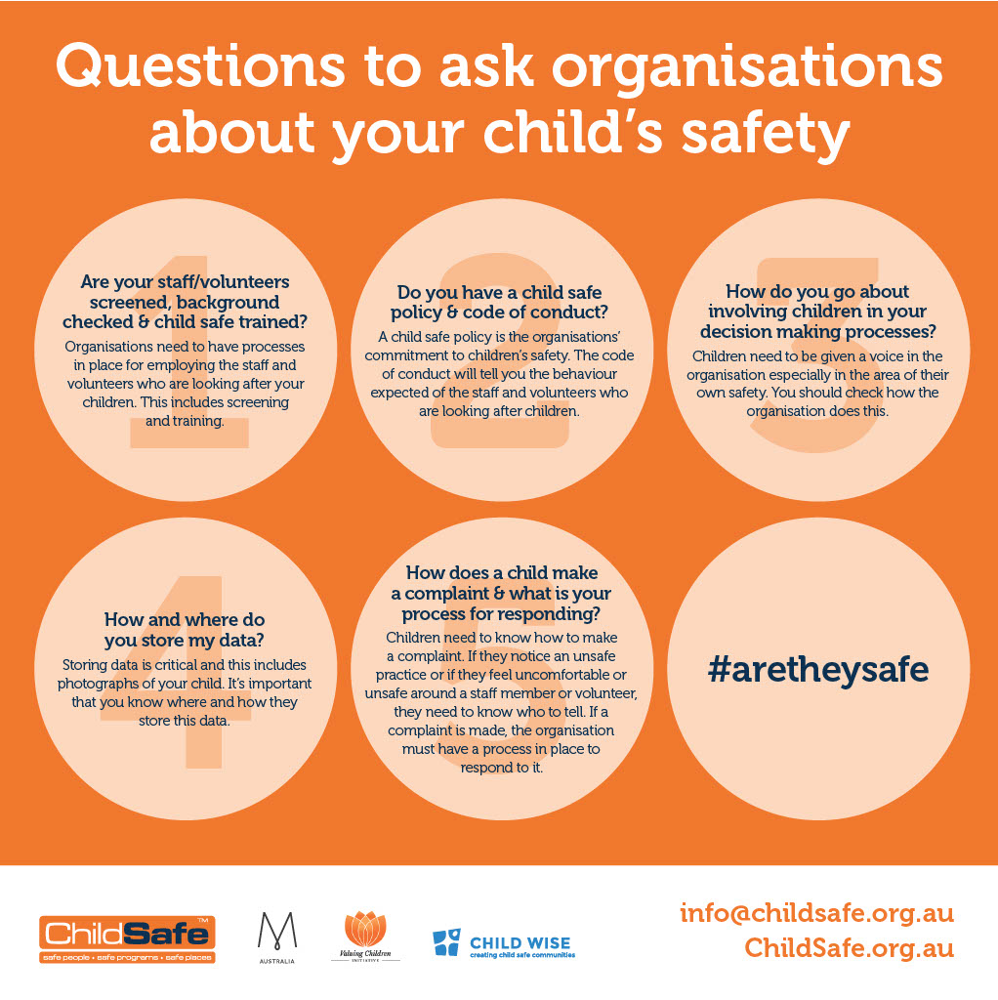 Questions to ask organisations
about your child's safety
1
Are your staff/volunteers
screened, background
checked & child safe trained?
Organisations need to have processes
in place for employing the staff and
volunteers who are looking after your
children. This includes screening
and training.
2
Do you have a child safe
policy & code of conduct?
A child safe policy is the organisations'
commitment to children's safety. The code
of conduct will tell you the behaviour
expected of the staff and volunteers who
are looking after children.
3
How do you go about
involving children in your
decision making processes?
Children need to be given a voice in the
organisation especially in the area of their
own safety. You should check how the
organisation does this.
4
How and where do
you store my data?
Storing data is critical and this includes
photographs of your child. It's important
that you know where and how they
store this data.
5
How does a child make
a complaint & what is your
process for responding?
Children need to know how to make
a complaint. If they notice an unsafe
practice or if they feel uncomfortable or
unsafe around a staff member or volunteer,
they need to know who to tell. If a
complaint is made, the organisation
must have a process in place to
respond to it.
#aretheysafe
ChildSafe™
safe people • safe programs • safe places
M
AUSTRALIA
Valuing Children
INITIATIVE
CHILD WISE
creating child safe communities
info@childsafe.org.au
ChildSafe.org.au